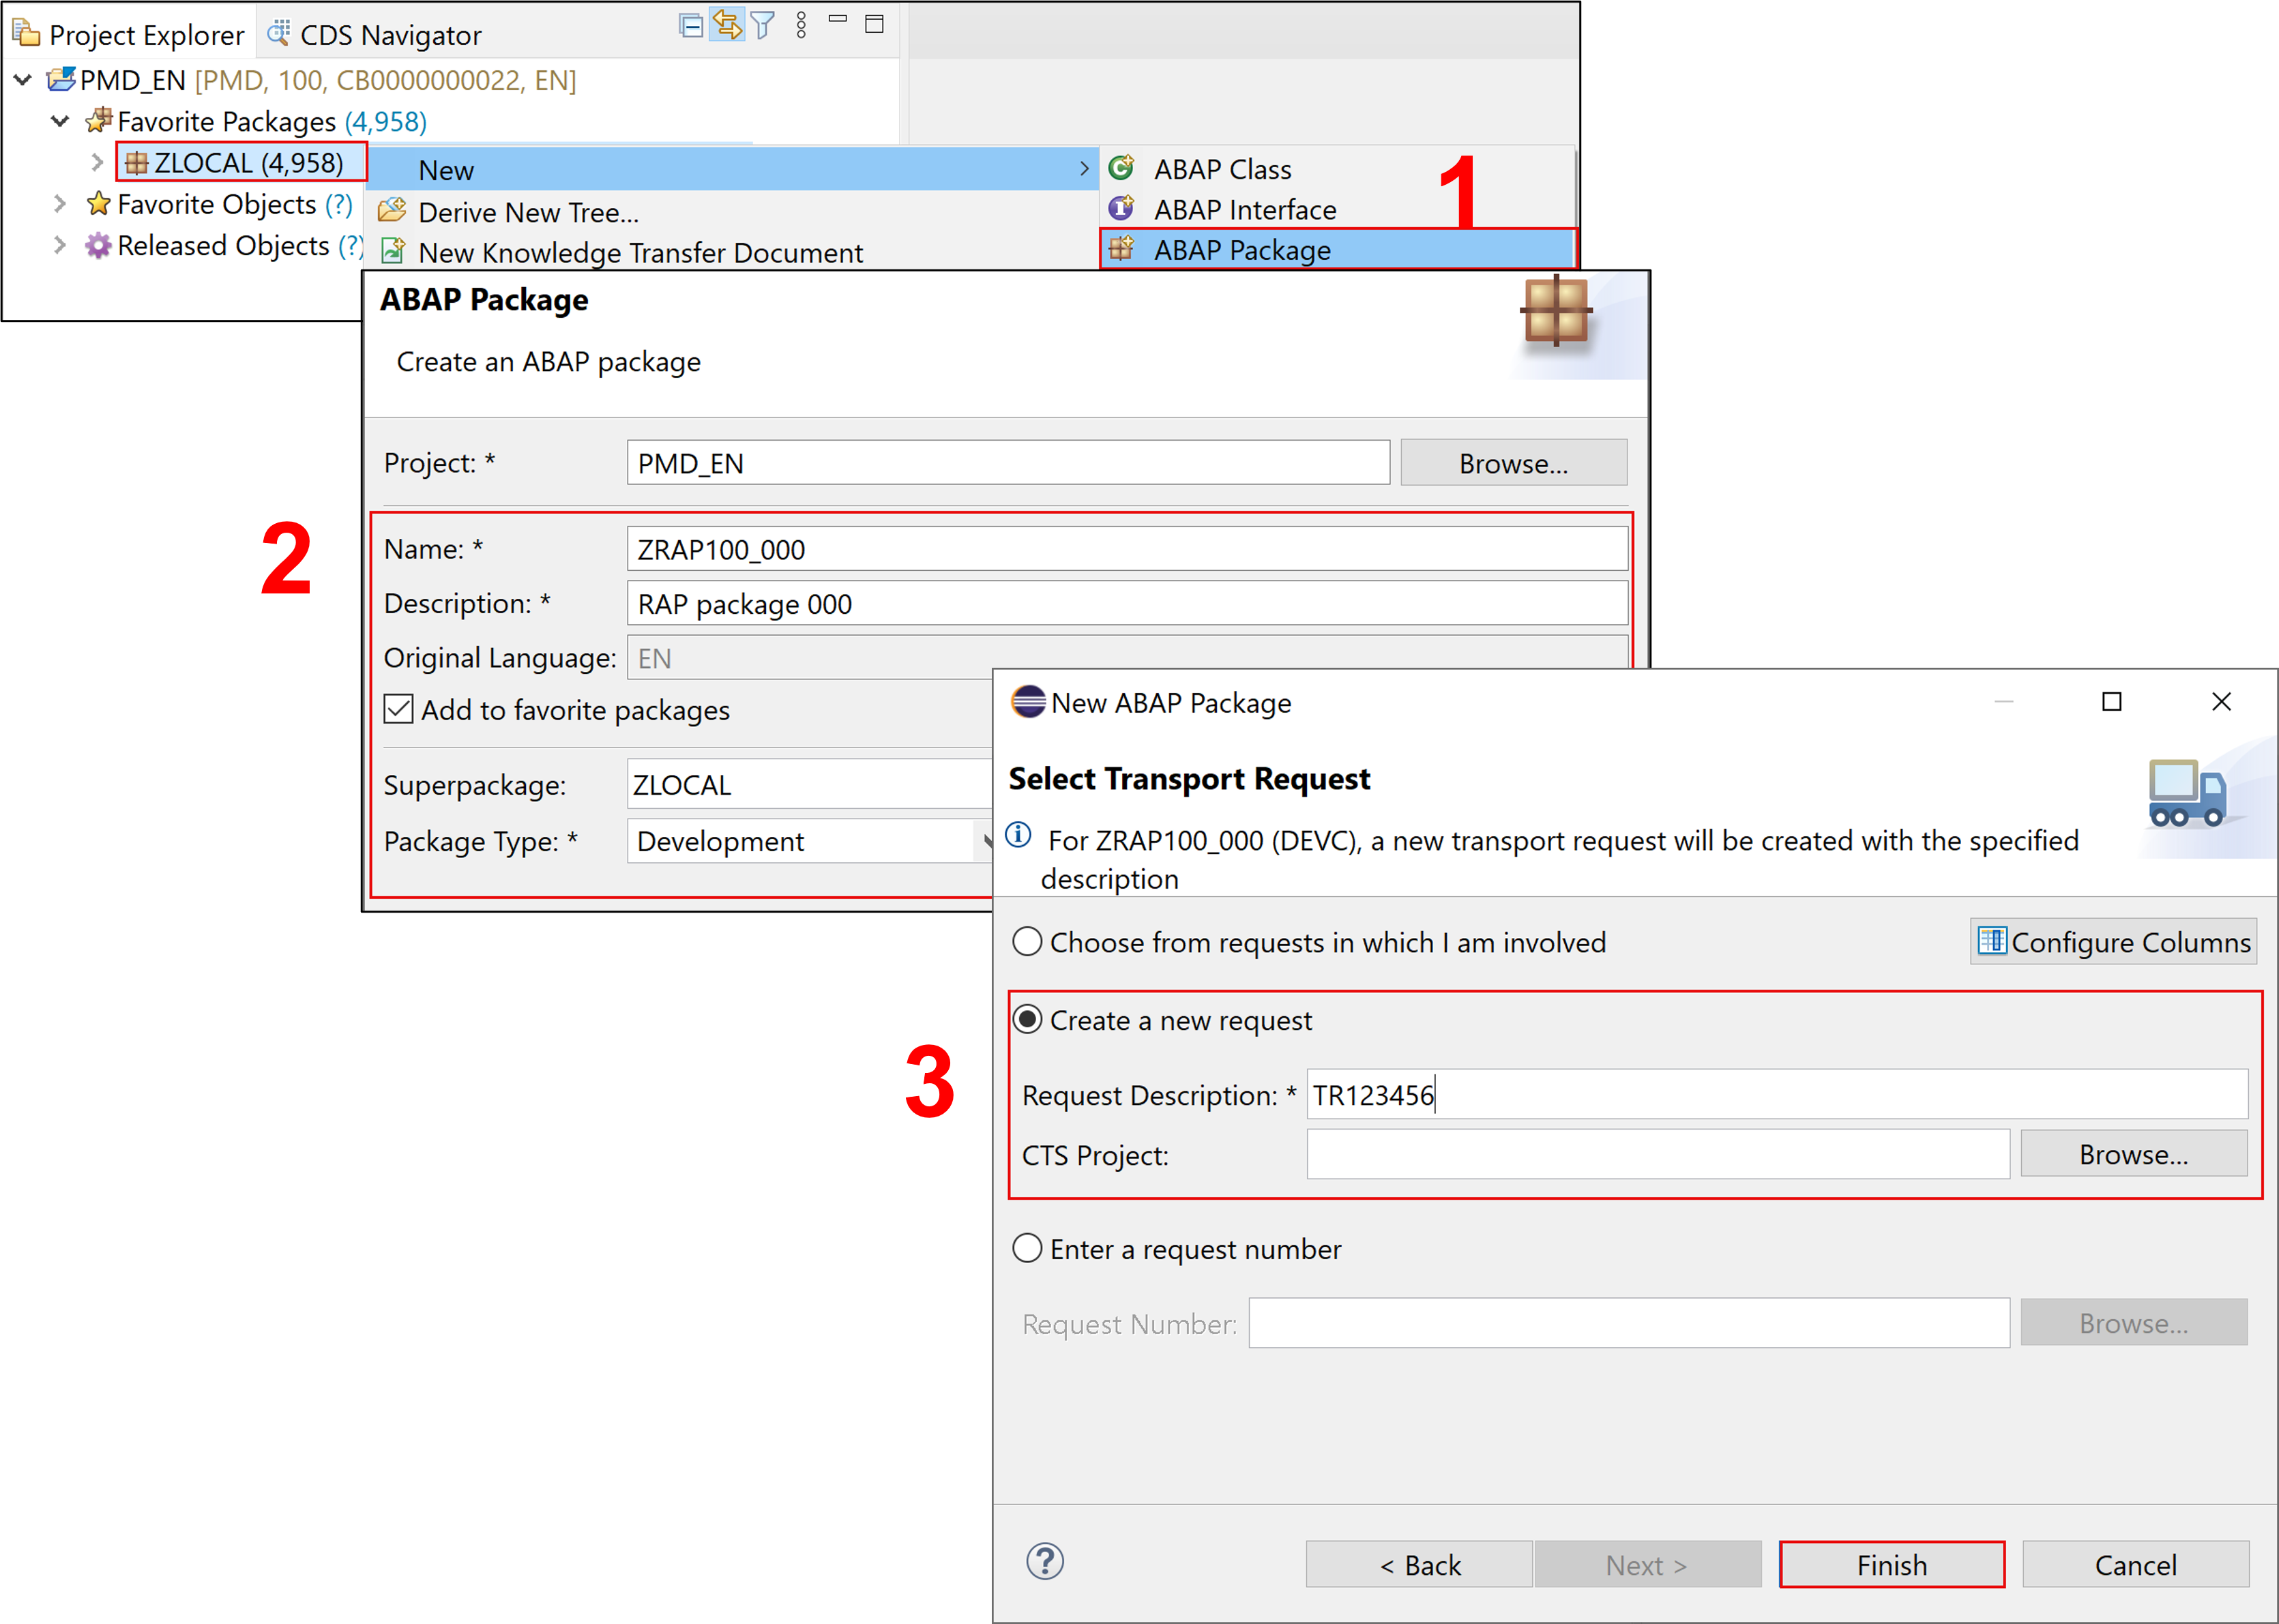 Project Explorer CDS Navigator
PMD_EN [PMD, 100, CB0000000022, EN]
Favorite Packages (4,958)
ZLOCAL (4,958)
Favorite Objects (?)
Released Objects (?)
New
Derive New Tree...
New Knowledge Transfer Document
ABAP Class
ABAP Interface
ABAP Package
1
ABAP Package
Create an ABAP package
Project: * PMD_EN Browse...
2
Name: * ZRAP100_000
Description: * RAP package 000
Original Language: EN
Add to favorite packages
Superpackage: ZLOCAL
Package Type: * Development
New ABAP Package
Select Transport Request
For ZRAP100_000 (DEVC), a new transport request will be created with the specified
description
Choose from requests in which I am involved Configure Columns
3
Create a new request
Request Description: * TR123456
CTS Project: Browse...
Enter a request number
Request Number: Browse...
? < Back Next > Finish Cancel